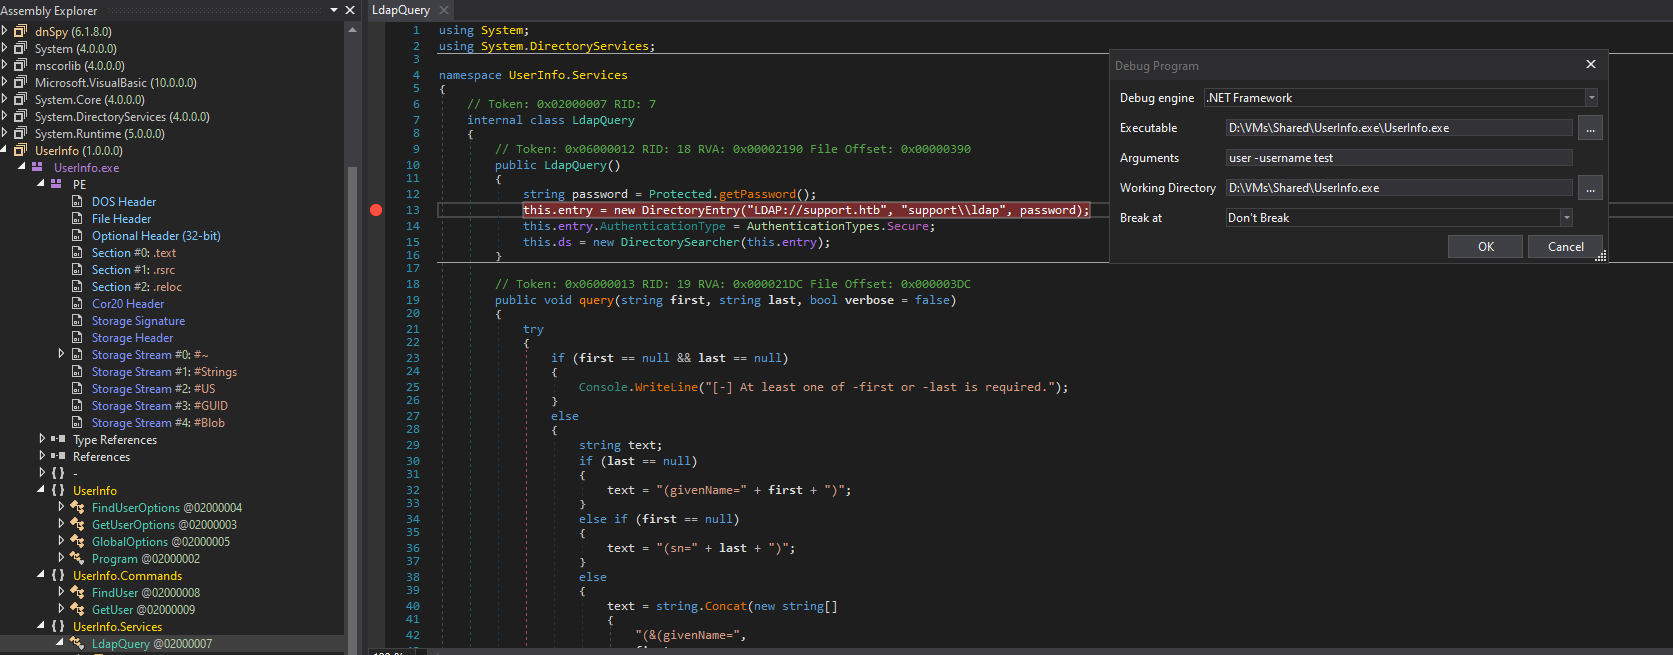 Assembly Explorer
dnSpy (6.1.8.0)
System (4.0.0.0)
mscorlib (4.0.0.0)
Microsoft.VisualBasic (10.0.0.0)
System.Core (4.0.0.0)
System.DirectoryServices (4.0.0.0)
System.Runtime (5.0.0.0)
UserInfo (1.0.0.0)
UserInfo.exe
PE
DOS Header
File Header
Optional Header (32-bit)
Section #0: .text
Section #1: .rsrc
Section #2: .reloc
Cor20 Header
Storage Signature
Storage Header
Storage Stream #0: #~
Storage Stream #1: #Strings
Storage Stream #2: #US
Storage Stream #3: #GUID
Storage Stream #4: #Blob
Type References
References
{ } -
{ } UserInfo
FindUserOptions @02000004
GetUserOptions @02000003
GlobalOptions @02000005
Program @02000002
{ } UserInfo.Commands
FindUser @02000008
GetUser @02000009
{ } UserInfo.Services
LdapQuery @02000007
LdapQuery
1 using System;
2 using System.DirectoryServices;
3
4 namespace UserInfo.Services
5 {
6 // Token: 0x02000007 RID: 7
7 internal class LdapQuery
8 {
9 // Token: 0x06000012 RID: 18 RVA: 0x00002190 File Offset: 0x00000390
10 public LdapQuery()
11 {
12 string password = Protected.getPassword();
13 this.entry = new DirectoryEntry("LDAP://support.htb", "support\\ldap", password);
14 this.entry.AuthenticationType = AuthenticationTypes.Secure;
15 this.ds = new DirectorySearcher(this.entry);
16 }
17
18 // Token: 0x06000013 RID: 19 RVA: 0x000021DC File Offset: 0x000003DC
19 public void query(string first, string last, bool verbose = false)
20 {
21 try
22 {
23 if (first == null && last == null)
24 {
25 Console.WriteLine("[-] At least one of -first or -last is required.");
26 }
27 else
28 {
29 string text;
30 if (last == null)
31 {
32 text = "(givenName=" + first + ")";
33 }
34 else if (first == null)
35 {
36 text = "(sn=" + last + ")";
37 }
38 else
39 {
40 text = string.Concat(new string[]
41 {
42 "(&(givenName=",
Debug Program
Debug engine .NET Framework
Executable D:\VMs\Shared\UserInfo.exe\UserInfo.exe ...
Arguments user -username test
Working Directory D:\VMs\Shared\UserInfo.exe ...
Break at Don't Break
OK Cancel